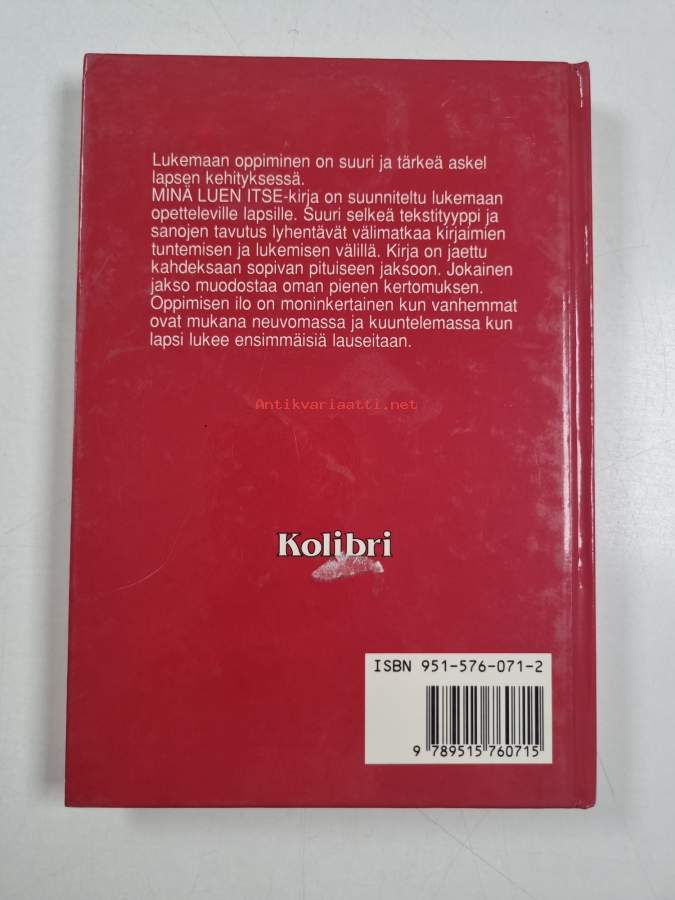 Lukemaan oppiminen on suuri ja tärkeä askel
lapsen kehityksessä.
MINÄ LUEN ITSE-kirja on suunniteltu lukemaan
opetteleville lapsille. Suuri selkeä tekstityyppi ja
sanojen tavutus lyhentävät välimatkaa kirjaimien
tuntemisen ja lukemisen välillä. Kirja on jaettu
kahdeksaan sopivan pituiseen jaksoon. Jokainen
jakso muodostaa oman pienen kertomuksen.
Oppimisen ilo on moninkertainen kun vanhemmat
ovat mukana neuvomassa ja kuuntelemassa kun
lapsi lukee ensimmäisiä lauseitaan.
Antikvariaatti.net
Kolibri
ISBN 951-576-071-2
9 789515 760715